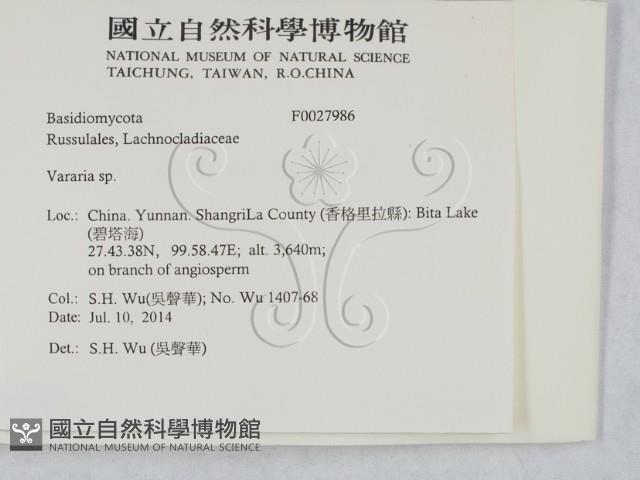 國立自然科學博物館
NATIONAL MUSEUM OF NATURAL SCIENCE
TAICHUNG, TAIWAN, R.O.CHINA
Basidiomycota F0027986
Russulales, Lachnocladiaceae
Vararia sp.
Loc.: China. Yunnan. ShangriLa County (香格里拉縣): Bita Lake
(碧塔海)
27.43.38N, 99.58.47E; alt. 3,640m;
on branch of angiosperm
Col.: S.H. Wu(吳聲華); No. Wu 1407-68
Date: Jul. 10, 2014
Det.: S.H. Wu (吳聲華)
國立自然科學博物館
NATIONAL MUSEUM OF NATURAL SCIENCE